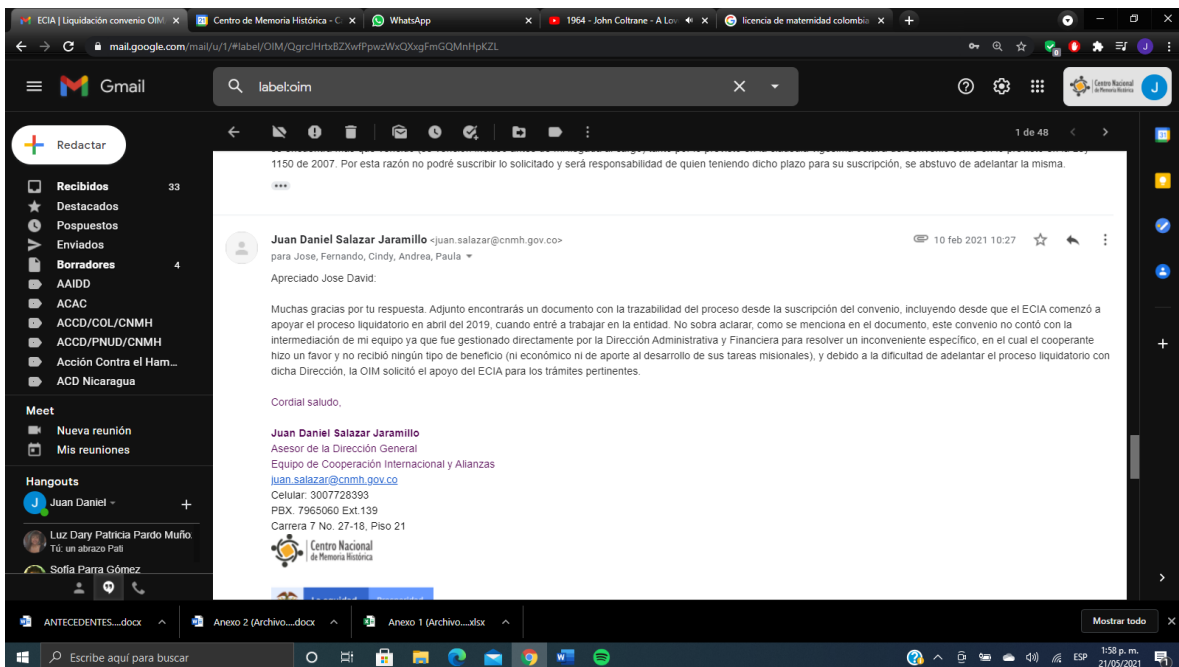 ECIA | Liquidación convenio OIM
Centro de Memoria Histórica - C
WhatsApp
1964 - John Coltrane - A Lov
licencia de maternidad colombia
mail.google.com/mail/u/1/#label/OIM/QgrcJHrtxBZXwfPpwzWxQXxgFmGQMnHpKZL
Gmail
label:oim
Centro Nacional
de Memoria Histórica
J
Redactar
1 de 48
Recibidos 33
Destacados
Pospuestos
Enviados
Borradores 4
AAIDD
ACAC
ACCD/COL/CNMH
ACCD/PNUD/CNMH
Acción Contra el Ham...
ACD Nicaragua
Meet
Nueva reunión
Mis reuniones
Hangouts
Juan Daniel
Luz Dary Patricia Pardo Muño
Tú: un abrazo Pati
Sofía Parra Gómez
1150 de 2007. Por esta razón no podré suscribir lo solicitado y será responsabilidad de quien teniendo dicho plazo para su suscripción, se abstuvo de adelantar la misma.
Juan Daniel Salazar Jaramillo <juan.salazar@cnmh.gov.co>
10 feb 2021 10:27
para Jose, Fernando, Cindy, Andrea, Paula
Apreciado Jose David:
Muchas gracias por tu respuesta. Adjunto encontrarás un documento con la trazabilidad del proceso desde la suscripción del convenio, incluyendo desde que el ECIA comenzó a
apoyar el proceso liquidatorio en abril del 2019, cuando entré a trabajar en la entidad. No sobra aclarar, como se menciona en el documento, este convenio no contó con la
intermediación de mi equipo ya que fue gestionado directamente por la Dirección Administrativa y Financiera para resolver un inconveniente específico, en el cual el cooperante
hizo un favor y no recibió ningún tipo de beneficio (ni económico ni de aporte al desarrollo de sus tareas misionales), y debido a la dificultad de adelantar el proceso liquidatorio con
dicha Dirección, la OIM solicitó el apoyo del ECIA para los trámites pertinentes.
Cordial saludo,
Juan Daniel Salazar Jaramillo
Asesor de la Dirección General
Equipo de Cooperación Internacional y Alianzas
juan.salazar@cnmh.gov.co
Celular: 3007728393
PBX. 7965060 Ext.139
Carrera 7 No. 27-18, Piso 21
Centro Nacional
de Memoria Histórica
ANTECEDENTES....docx
Anexo 2 (Archivo....docx
Anexo 1 (Archivo....xlsx
Mostrar todo
Escribe aquí para buscar
ESP
1:58 p. m.
21/05/2021